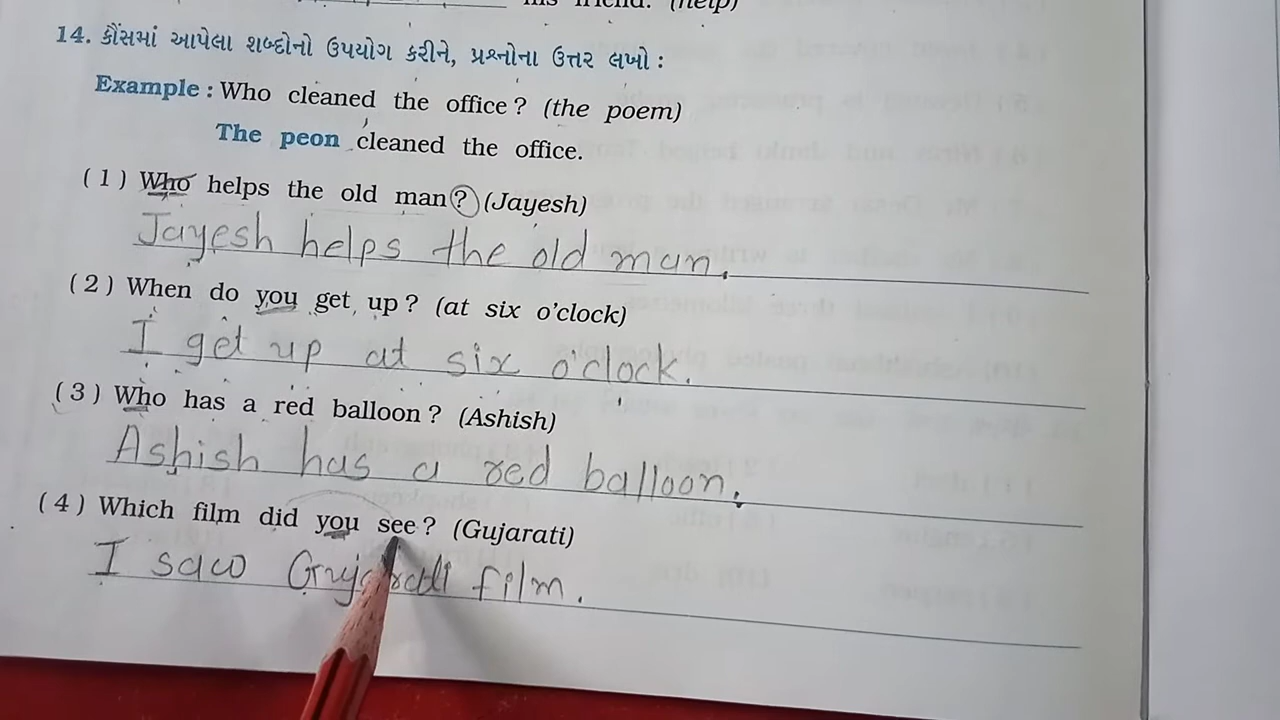 his friend. (help)
14. કૌંસમાં આપેલા શબ્દોનો ઉપયોગ કરીને, પ્રશ્નોના ઉત્તર લખો :
Example : Who cleaned the office ? (the poem)
The peon cleaned the office.
(1) Who helps the old man ? (Jayesh)
Jayesh helps the old man.
(2) When do you get up ? (at six o'clock)
I get up at six o'clock.
(3) Who has a red balloon ? (Ashish)
Ashish has a red balloon.
(4) Which film did you see ? (Gujarati)
I saw Gujarati film.